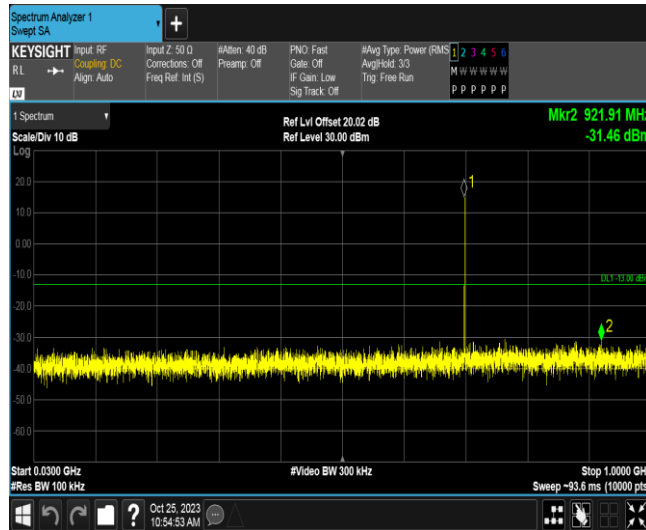 Spectrum Analyzer 1
Swept SA
KEYSIGHT
RL
LXI
Input: RF
Coupling: DC
Align: Auto
Input Z: 50 Ω
Corrections: Off
Freq Ref: Int (S)
#Atten: 40 dB
Preamp: Off
PNO: Fast
Gate: Off
IF Gain: Low
Sig Track: Off
#Avg Type: Power (RMS
Avg|Hold: 3/3
Trig: Free Run
1 2 3 4 5 6
M W W W W W
P P P P P P
1 Spectrum
Scale/Div 10 dB
Log
Ref Lvl Offset 20.02 dB
Ref Level 30.00 dBm
Mkr2 921.91 MHz
-31.46 dBm
20.0
10.0
0.00
-10.0
-20.0
-30.0
-40.0
-50.0
-60.0
1
DL1 -13.00 dBm
2
Start 0.0300 GHz
#Res BW 100 kHz
#Video BW 300 kHz
Stop 1.0000 GH
Sweep ~93.6 ms (10000 pts
?
Oct 25, 2023
10:54:53 AM